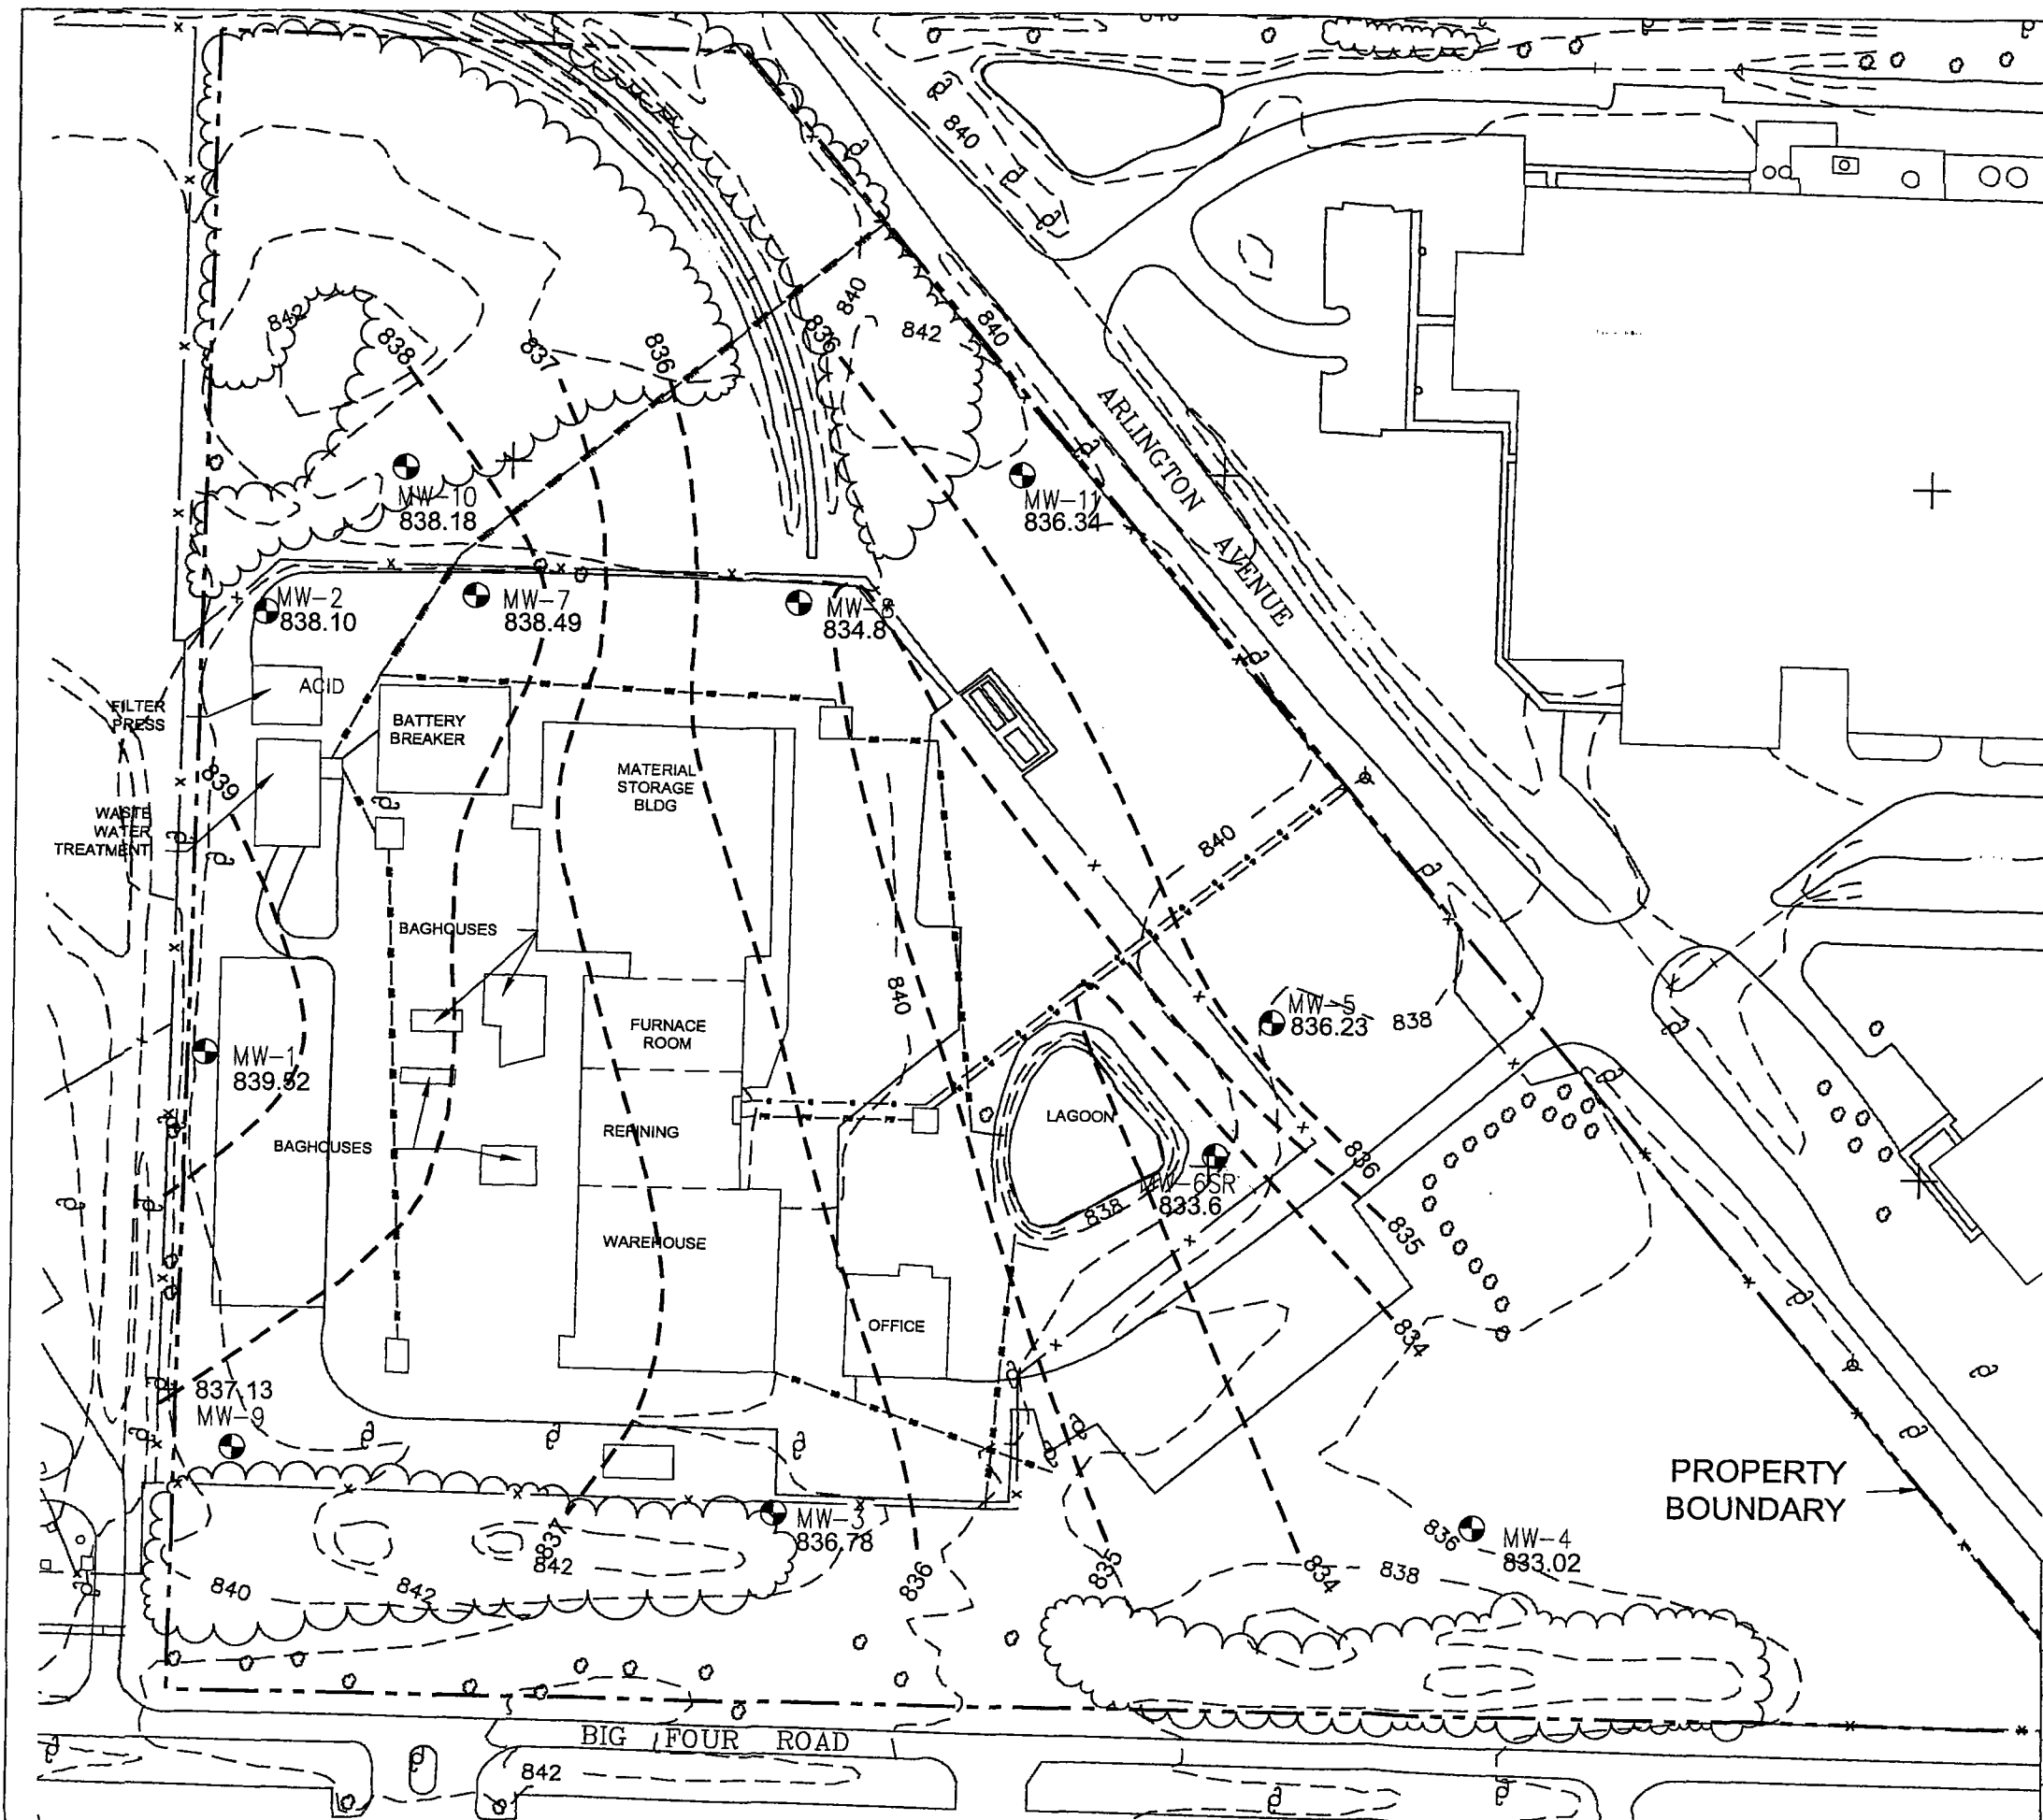 840
842
838
837
836
836
840
842
840
ARLINGTON
AVENUE
MW-10
838.18
MW-11
836.34
MW-2
838.10
MW-7
838.49
MW-8
834.8
FILTER
PRESS
ACID
BATTERY
BREAKER
MATERIAL
STORAGE
BLDG
839
WASTE
WATER
TREATMENT
840
BAGHOUSES
840
MW-5
836.23
838
FURNACE
ROOM
MW-1
839.52
LAGOON
REFINING
BAGHOUSES
836
MW-6SR
833.6
838
835
WAREHOUSE
OFFICE
834
837.13
MW-9
PROPERTY
BOUNDARY
MW-3
836.78
837
842
836
MW-4
833.02
840
842
836
835
834
838
BIG FOUR ROAD
842